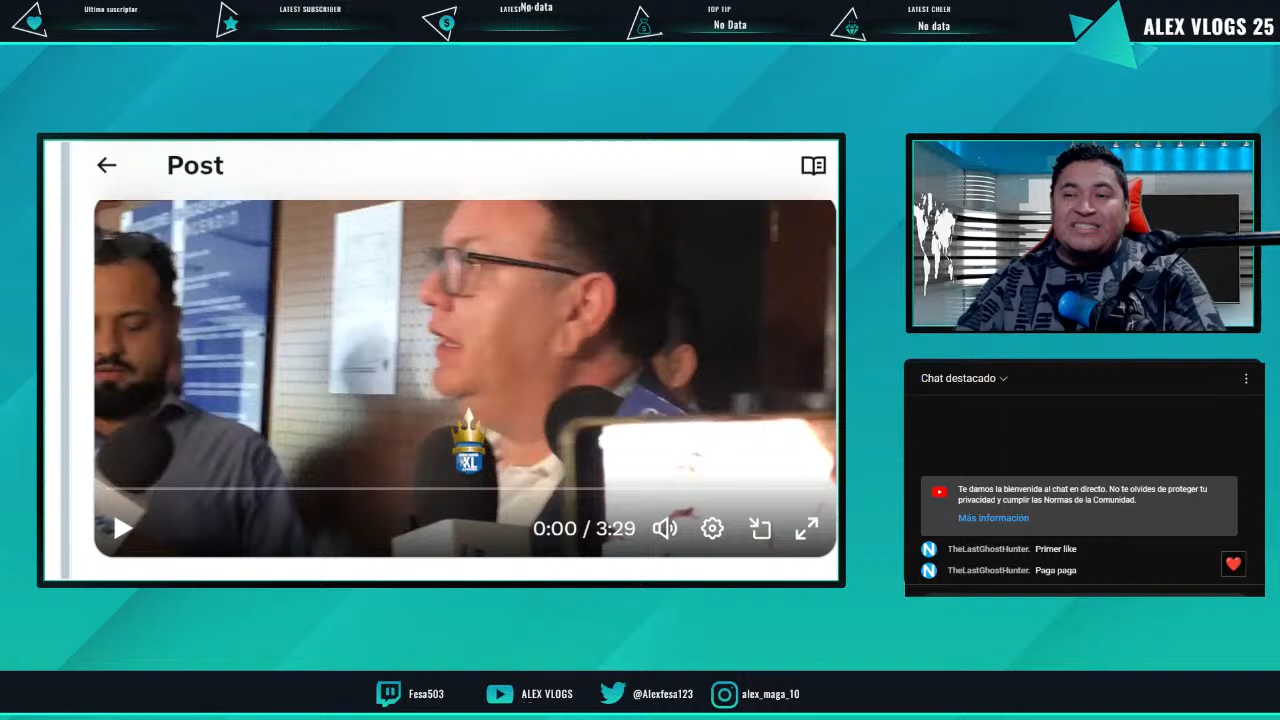 Ultimo suscriptor
LATEST SUBSCRIBER
LATEST
No data
TOP TIP
No Data
LATEST CHEER
No data
ALEX VLOGS 25
Post
XL
0:00 / 3:29
Chat destacado
Te damos la bienvenida al chat en directo. No te olvides de proteger tu
privacidad y cumplir las Normas de la Comunidad.
Más información
N TheLastGhostHunter. Primer like
N TheLastGhostHunter. Paga paga
Fesa503
ALEX VLOGS
@Alexfesa123
alex_maga_10